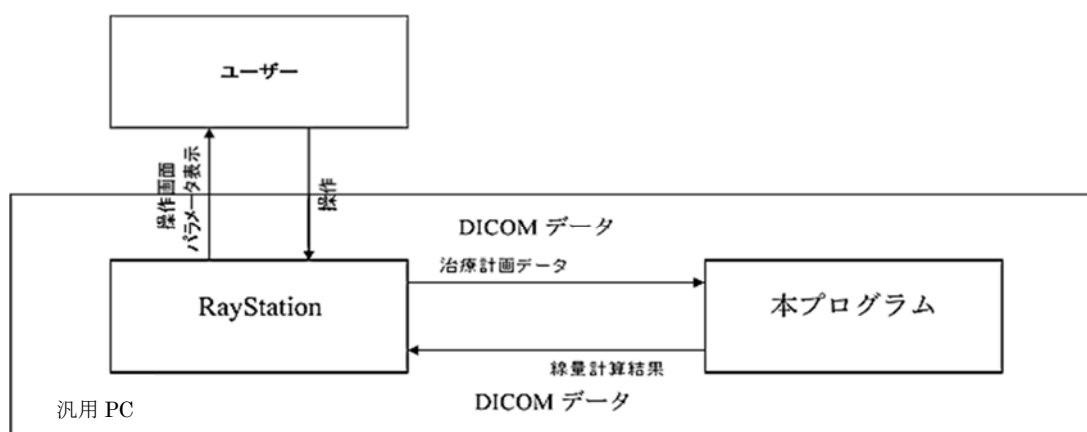 ユーザー
操作画面
パラメータ表示
操作
DICOM データ
治療計画データ
RayStation
本プログラム
線量計算結果
DICOM データ
汎用 PC